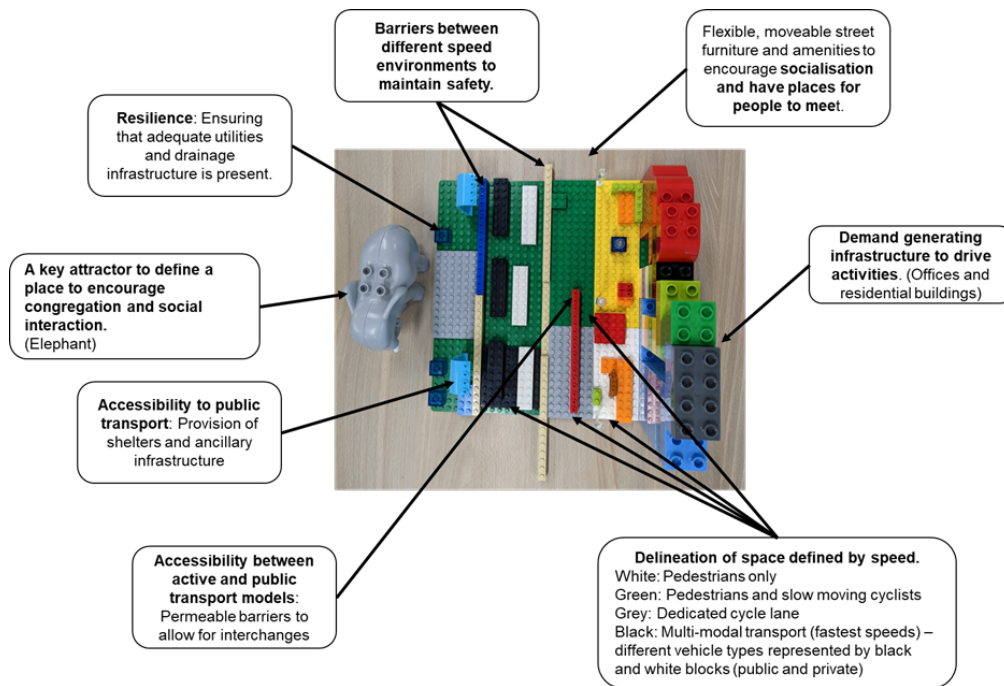 Barriers between
different speed
environments to
maintain safety.
Flexible, moveable street
furniture and amenities to
encourage socialisation
and have places for
people to meet.
Resilience: Ensuring
that adequate utilities
and drainage
infrastructure is present.
Demand generating
infrastructure to drive
activities. (Offices and
residential buildings)
A key attractor to define a
place to encourage
congregation and social
interaction.
(Elephant)
Accessibility to public
transport: Provision of
shelters and ancillary
infrastructure
Accessibility between
active and public
transport models:
Permeable barriers to
allow for interchanges
Delineation of space defined by speed.
White: Pedestrians only
Green: Pedestrians and slow moving cyclists
Grey: Dedicated cycle lane
Black: Multi-modal transport (fastest speeds) –
different vehicle types represented by black
and white blocks (public and private)